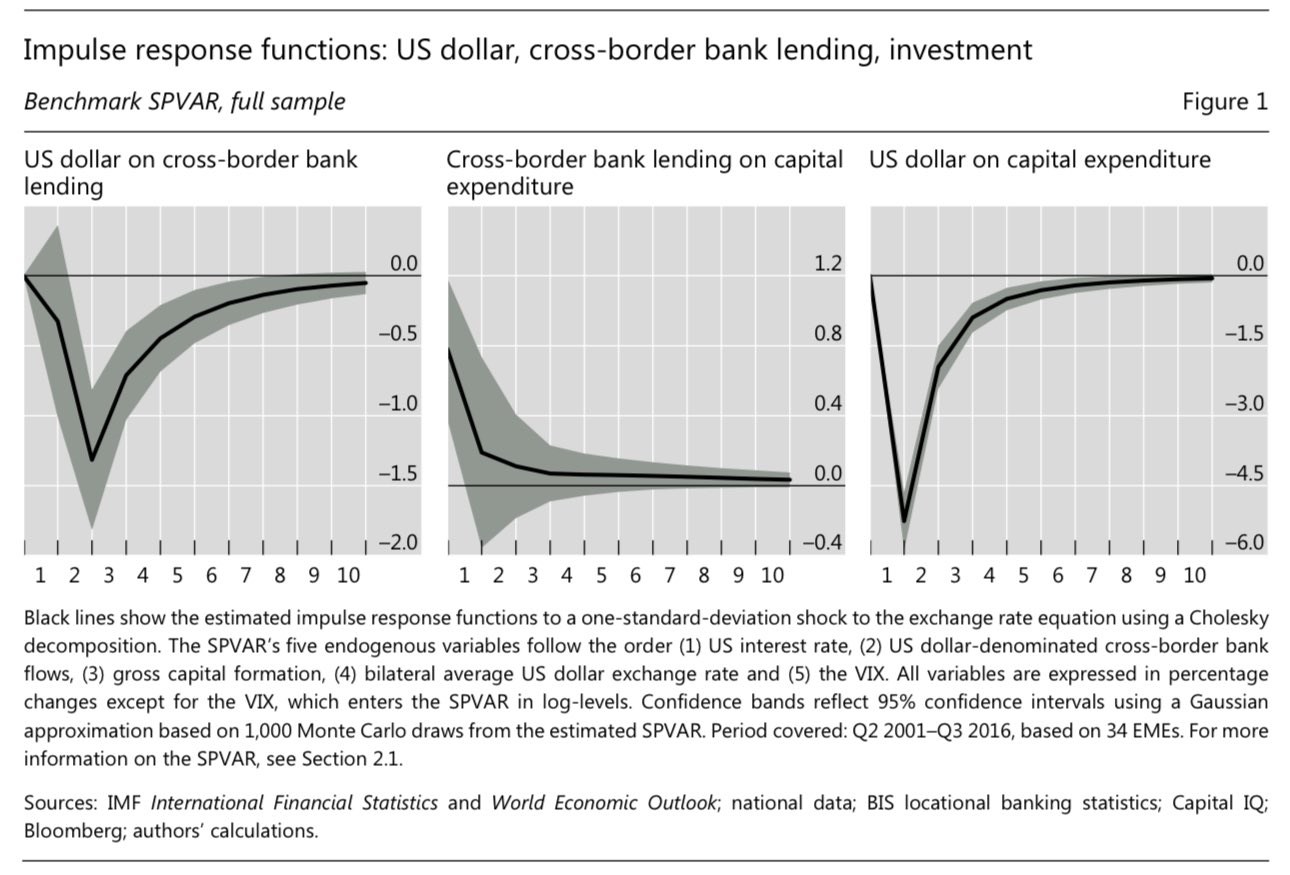 Impulse response functions: US dollar, cross-border bank lending, investment
Benchmark SPVAR, full sample
Figure 1
US dollar on cross-border bank
lending
0.0
–0.5
–1.0
–1.5
–2.0
1 2 3 4 5 6 7 8 9 10
Cross-border bank lending on capital
expenditure
1.2
0.8
0.4
0.0
–0.4
1 2 3 4 5 6 7 8 9 10
US dollar on capital expenditure
0.0
–1.5
–3.0
–4.5
–6.0
1 2 3 4 5 6 7 8 9 10
Black lines show the estimated impulse response functions to a one-standard-deviation shock to the exchange rate equation using a Cholesky
decomposition. The SPVAR’s five endogenous variables follow the order (1) US interest rate, (2) US dollar-denominated cross-border bank
flows, (3) gross capital formation, (4) bilateral average US dollar exchange rate and (5) the VIX. All variables are expressed in percentage
changes except for the VIX, which enters the SPVAR in log-levels. Confidence bands reflect 95% confidence intervals using a Gaussian
approximation based on 1,000 Monte Carlo draws from the estimated SPVAR. Period covered: Q2 2001–Q3 2016, based on 34 EMEs. For more
information on the SPVAR, see Section 2.1.
Sources: IMF International Financial Statistics and World Economic Outlook; national data; BIS locational banking statistics; Capital IQ;
Bloomberg; authors’ calculations.